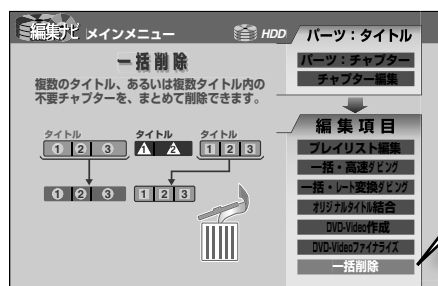 編集ナビ メインメニュー
HDD
パーツ：タイトル
パーツ：チャプター
チャプター編集
一括削除
複数のタイトル、あるいは複数タイトル内の
不要チャプターを、まとめて削除できます。
タイトル タイトル タイトル
1 2 3 1 2 1 2 3
1 2 3 1 2 3
編集項目
プレイリスト編集
一括・高速ダビング
一括・レート変換ダビング
オリジナルタイトル結合
DVD-Video作成
DVD-Videoファイナライズ
一括削除